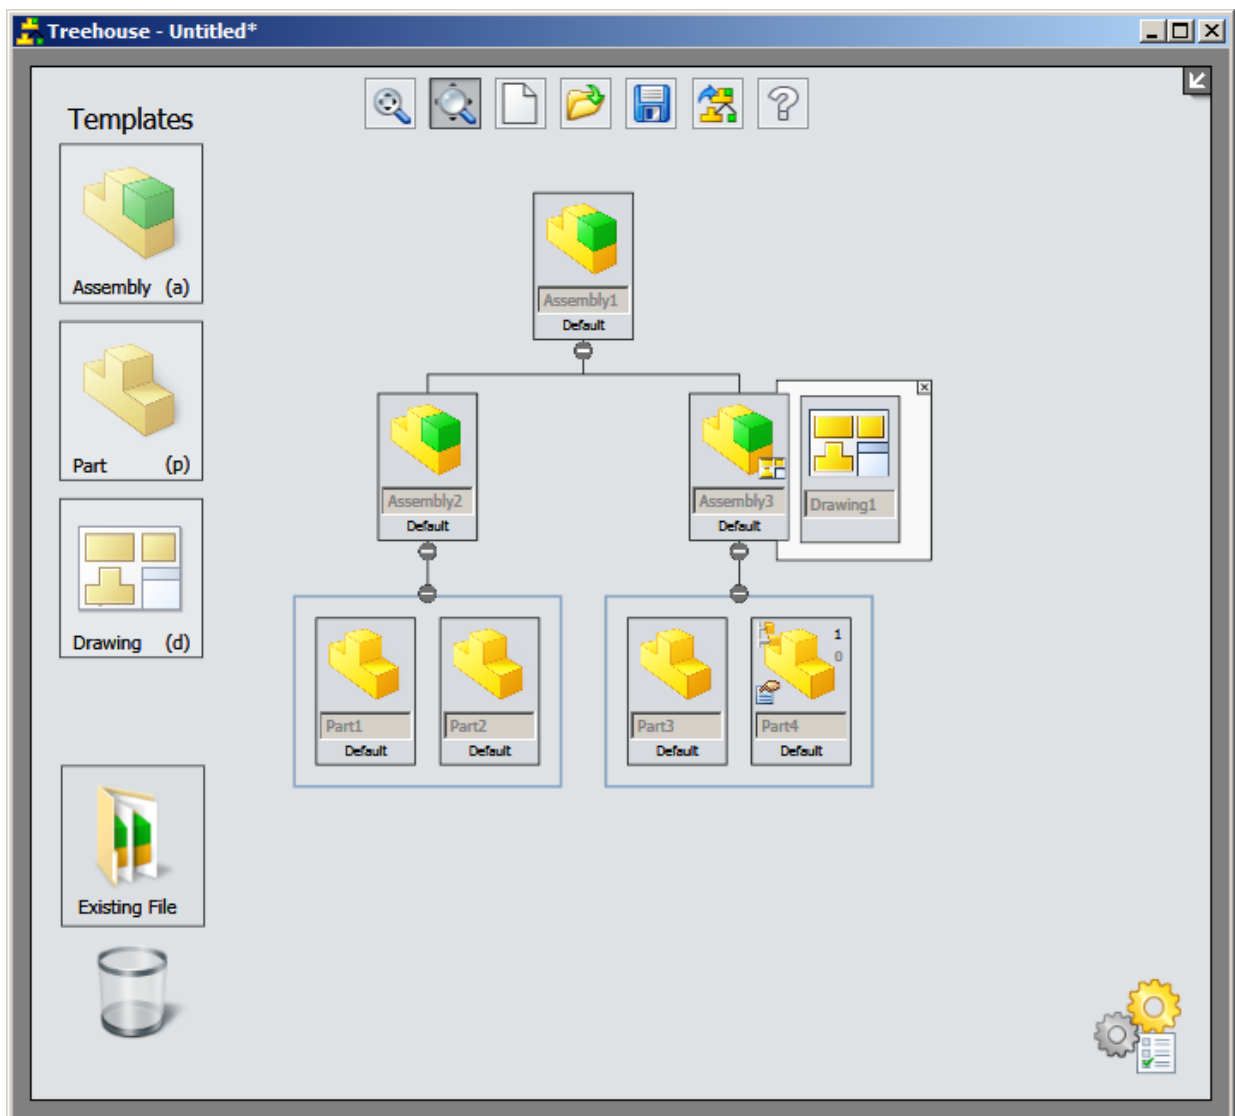 Treehouse - Untitled*
Templates
Assembly (a)
Part (p)
Drawing (d)
Existing File
Assembly1
Default
Assembly2
Default
Assembly3
Default
Drawing1
Part1
Default
Part2
Default
Part3
Default
1
0
Part4
Default